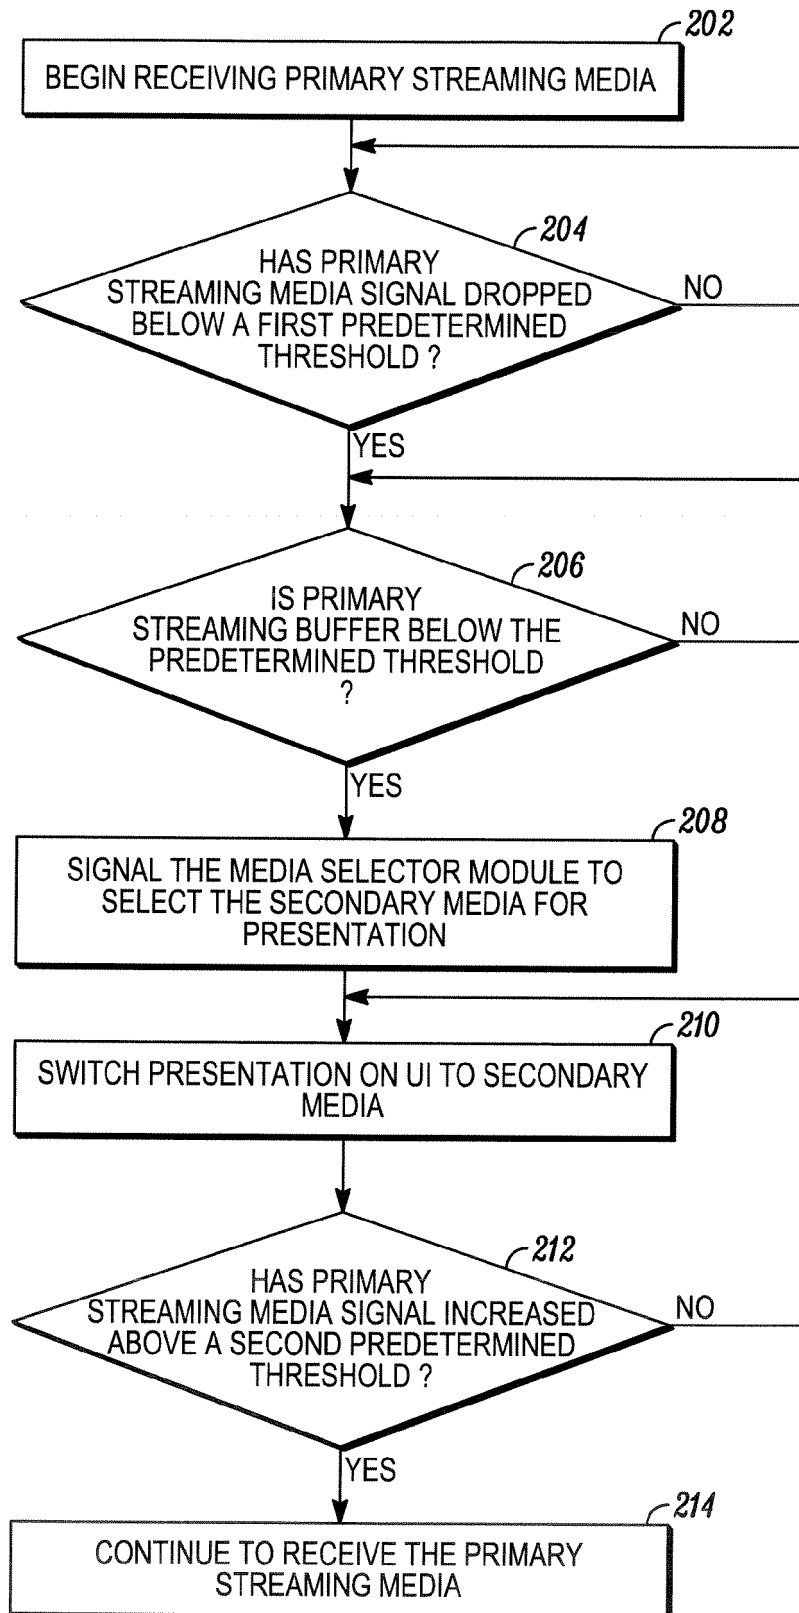 202
BEGIN RECEIVING PRIMARY STREAMING MEDIA
204
HAS PRIMARY
STREAMING MEDIA SIGNAL DROPPED
BELOW A FIRST PREDETERMINED
THRESHOLD ?
NO
YES
206
IS PRIMARY
STREAMING BUFFER BELOW THE
PREDETERMINED THRESHOLD
?
NO
YES
208
SIGNAL THE MEDIA SELECTOR MODULE TO
SELECT THE SECONDARY MEDIA FOR
PRESENTATION
210
SWITCH PRESENTATION ON UI TO SECONDARY
MEDIA
212
HAS PRIMARY
STREAMING MEDIA SIGNAL INCREASED
ABOVE A SECOND PREDETERMINED
THRESHOLD ?
NO
YES
214
CONTINUE TO RECEIVE THE PRIMARY
STREAMING MEDIA